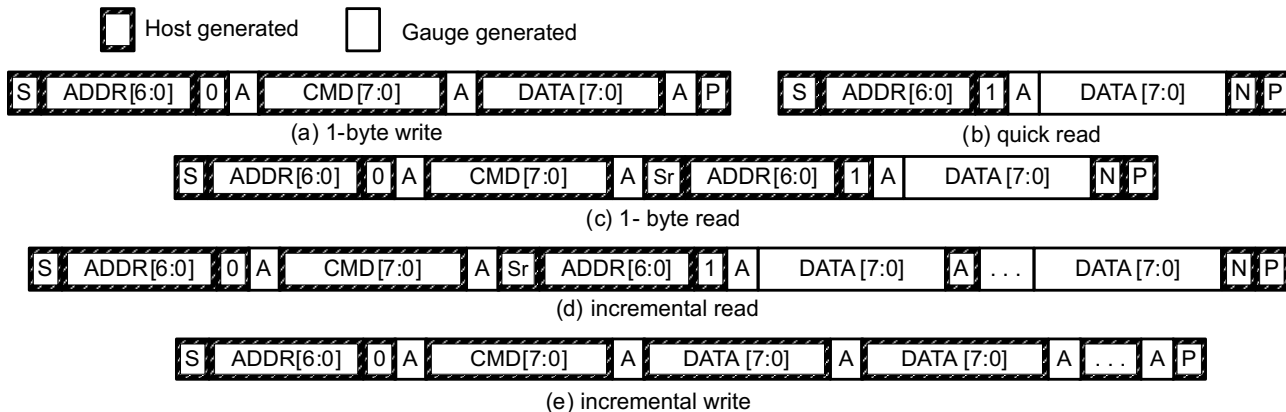 Host generated Gauge generated
S ADDR[6:0] 0 A CMD[7:0] A DATA [7:0] A P
(a) 1-byte write
S ADDR[6:0] 1 A DATA [7:0] N P
(b) quick read
S ADDR[6:0] 0 A CMD[7:0] A Sr ADDR[6:0] 1 A DATA [7:0] N P
(c) 1- byte read
S ADDR[6:0] 0 A CMD[7:0] A Sr ADDR[6:0] 1 A DATA [7:0] A . . . DATA [7:0] N P
(d) incremental read
S ADDR[6:0] 0 A CMD[7:0] A DATA [7:0] A DATA [7:0] A . . . A P
(e) incremental write